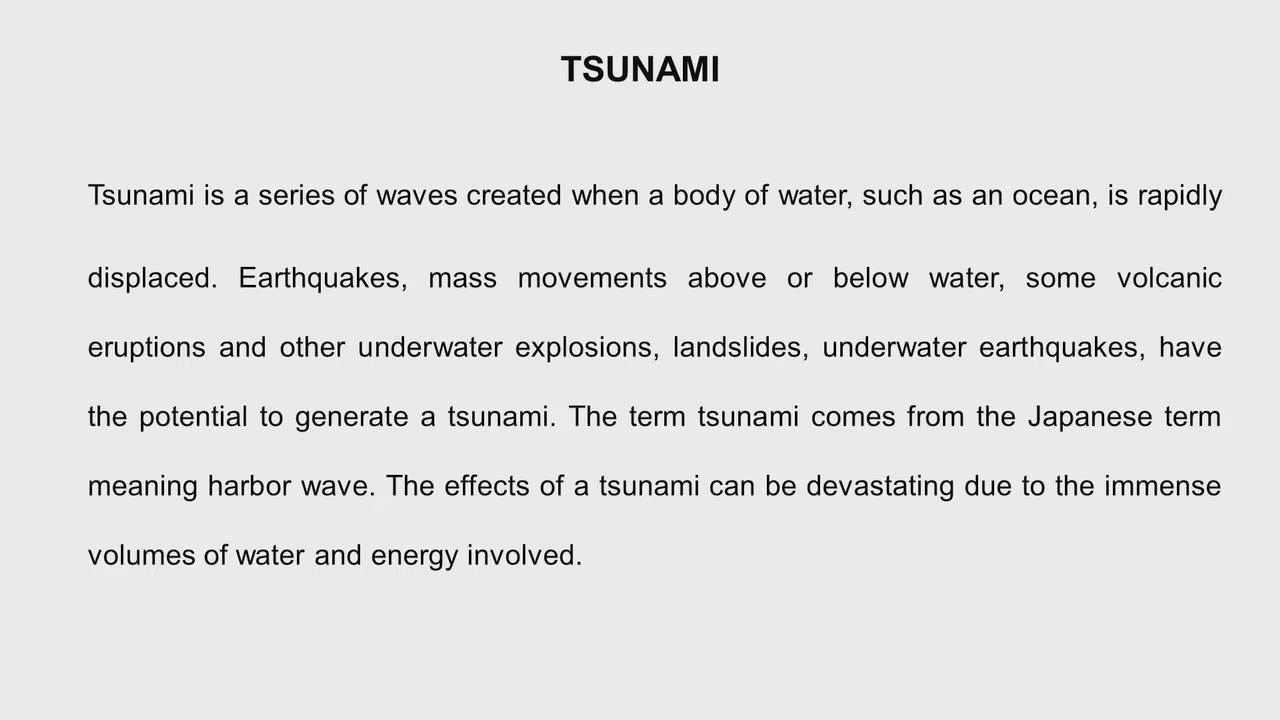 TSUNAMI
Tsunami is a series of waves created when a body of water, such as an ocean, is rapidly
displaced. Earthquakes, mass movements above or below water, some volcanic
eruptions and other underwater explosions, landslides, underwater earthquakes, have
the potential to generate a tsunami. The term tsunami comes from the Japanese term
meaning harbor wave. The effects of a tsunami can be devastating due to the immense
volumes of water and energy involved.